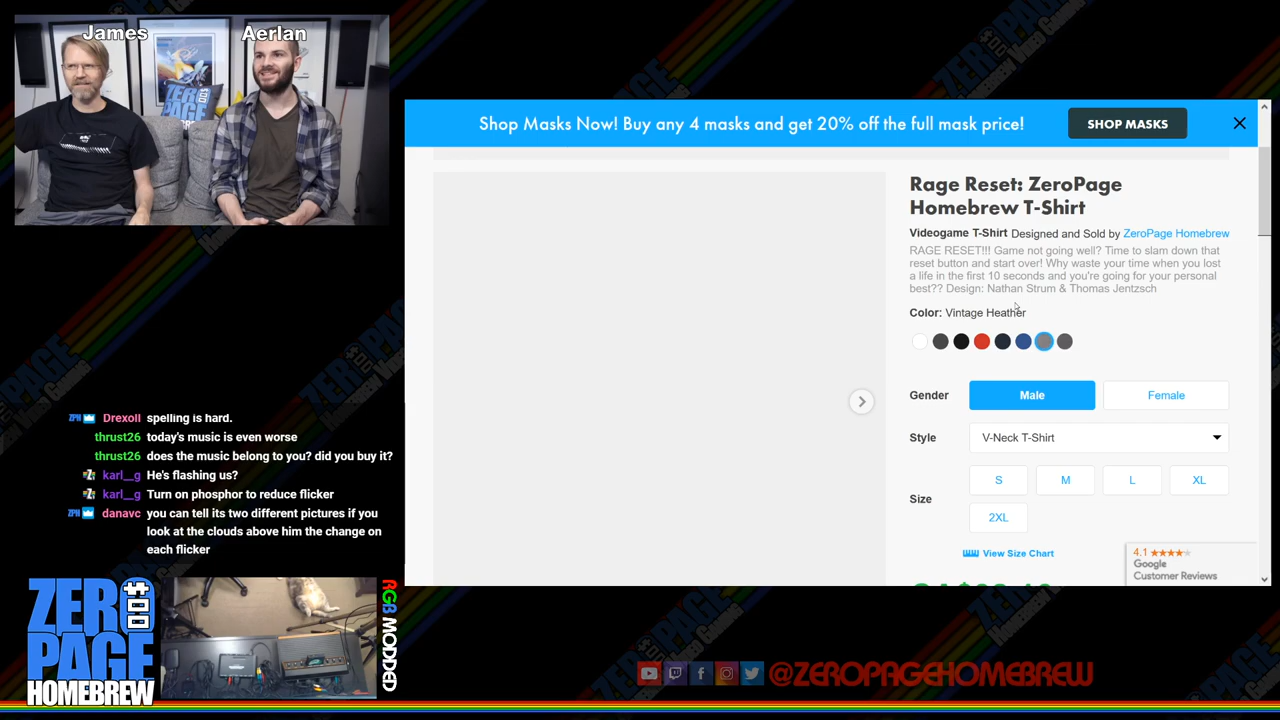 James
Aerlan
ZERO
PAGE
Shop Masks Now! Buy any 4 masks and get 20% off the full mask price!
SHOP MASKS
Rage Reset: ZeroPage
Homebrew T-Shirt
Videogame T-Shirt Designed and Sold by ZeroPage Homebrew
RAGE RESET!!! Game not going well? Time to slam down that
reset button and start over! Why waste your time when you lost
a life in the first 10 seconds and you're going for your personal
best?? Design: Nathan Strum & Thomas Jentzsch
Color: Vintage Heather
Gender
Male
Female
Style
V-Neck T-Shirt
Size
S
M
L
XL
2XL
View Size Chart
4.1
Google
Customer Reviews
ZPH Drexoll spelling is hard.
thrust26 today's music is even worse
thrust26 does the music belong to you? did you buy it?
karl__g He's flashing us?
karl__g Turn on phosphor to reduce flicker
ZPH danavc you can tell its two different pictures if you
look at the clouds above him the change on
each flicker
ZERO
PAGE
HOMEBREW
RGB MODDED
@ZEROPAGEHOMEBREW